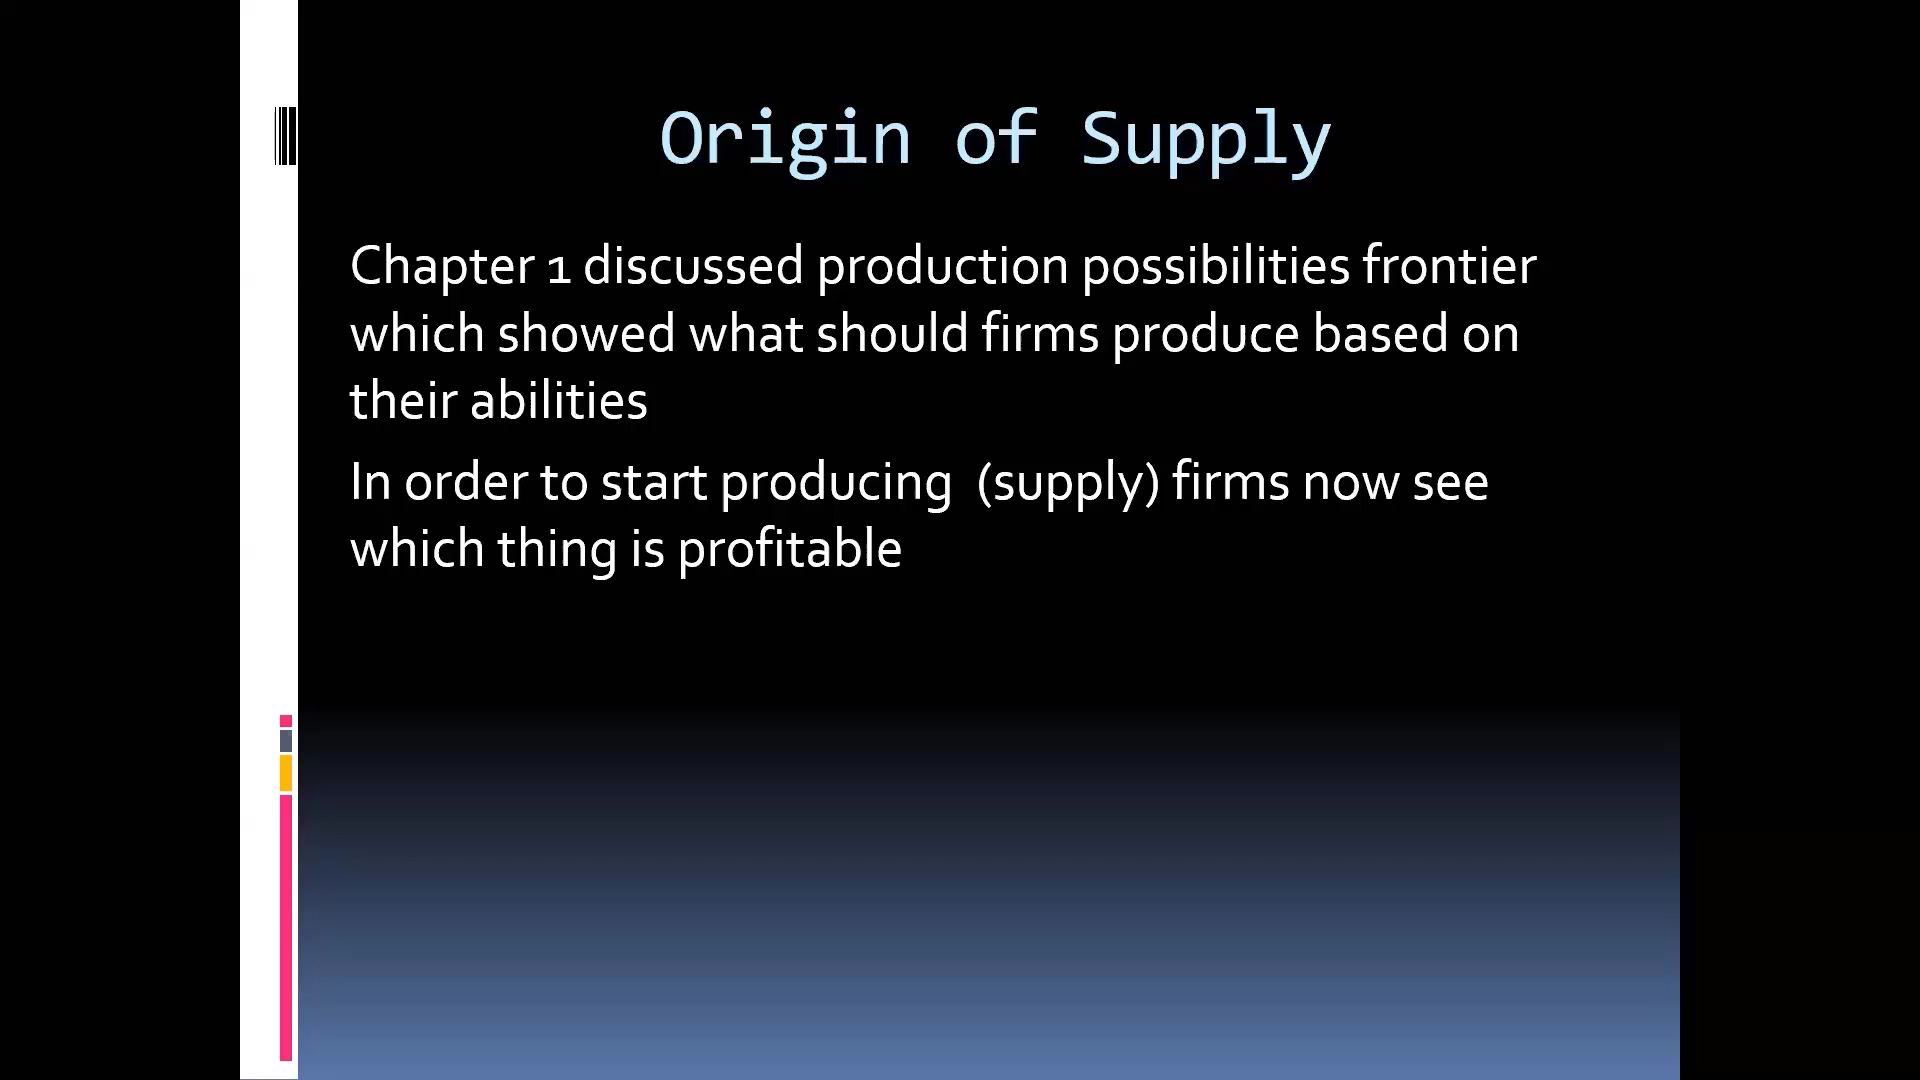 Origin of Supply
Chapter 1 discussed production possibilities frontier
which showed what should firms produce based on
their abilities
In order to start producing  (supply) firms now see
which thing is profitable